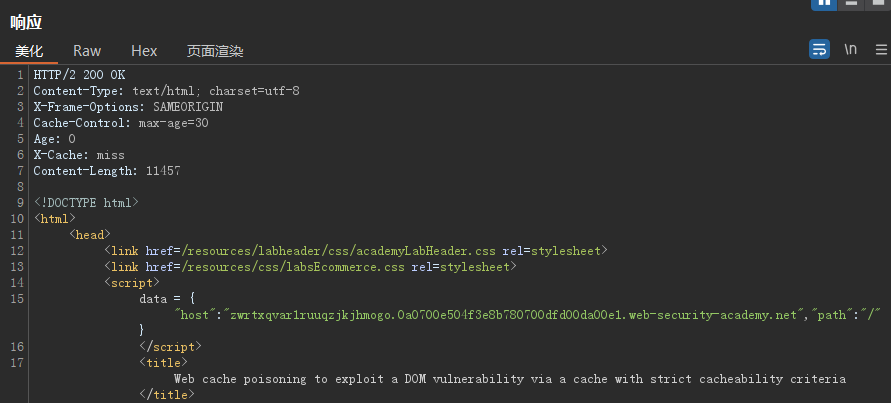 响应
美化 Raw Hex 页面渲染 \n
1 HTTP/2 200 OK
2 Content-Type: text/html; charset=utf-8
3 X-Frame-Options: SAMEORIGIN
4 Cache-Control: max-age=30
5 Age: 0
6 X-Cache: miss
7 Content-Length: 11457
8
9 <!DOCTYPE html>
10 <html>
11 <head>
12 <link href=/resources/labheader/css/academyLabHeader.css rel=stylesheet>
13 <link href=/resources/css/labsEcommerce.css rel=stylesheet>
14 <script>
15 data = {
"host":"zwrtxqvar1ruuqzjkjhmogo.0a0700e504f3e8b780700dfd00da00e1.web-security-academy.net","path":"/"
}
16 </script>
17 <title>
Web cache poisoning to exploit a DOM vulnerability via a cache with strict cacheability criteria
</title>